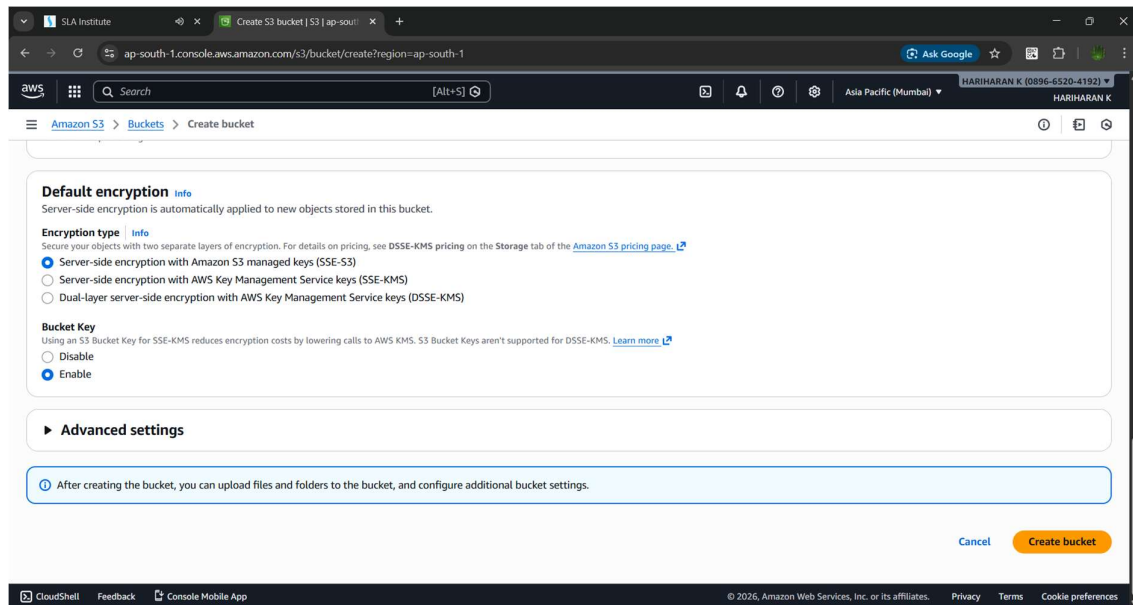 SLA Institute
Create S3 bucket | S3 | ap-sout
ap-south-1.console.aws.amazon.com/s3/bucket/create?region=ap-south-1
Ask Google
aws
Search
[Alt+S]
Asia Pacific (Mumbai)
HARIHARAN K (0896-6520-4192)
HARIHARAN K
Amazon S3 > Buckets > Create bucket
Default encryption Info
Server-side encryption is automatically applied to new objects stored in this bucket.
Encryption type | Info
Secure your objects with two separate layers of encryption. For details on pricing, see DSSE-KMS pricing on the Storage tab of the Amazon S3 pricing page.
Server-side encryption with Amazon S3 managed keys (SSE-S3)
Server-side encryption with AWS Key Management Service keys (SSE-KMS)
Dual-layer server-side encryption with AWS Key Management Service keys (DSSE-KMS)
Bucket Key
Using an S3 Bucket Key for SSE-KMS reduces encryption costs by lowering calls to AWS KMS. S3 Bucket Keys aren't supported for DSSE-KMS. Learn more
Disable
Enable
Advanced settings
After creating the bucket, you can upload files and folders to the bucket, and configure additional bucket settings.
Cancel
Create bucket
CloudShell Feedback Console Mobile App © 2026, Amazon Web Services, Inc. or its affiliates. Privacy Terms Cookie preferences